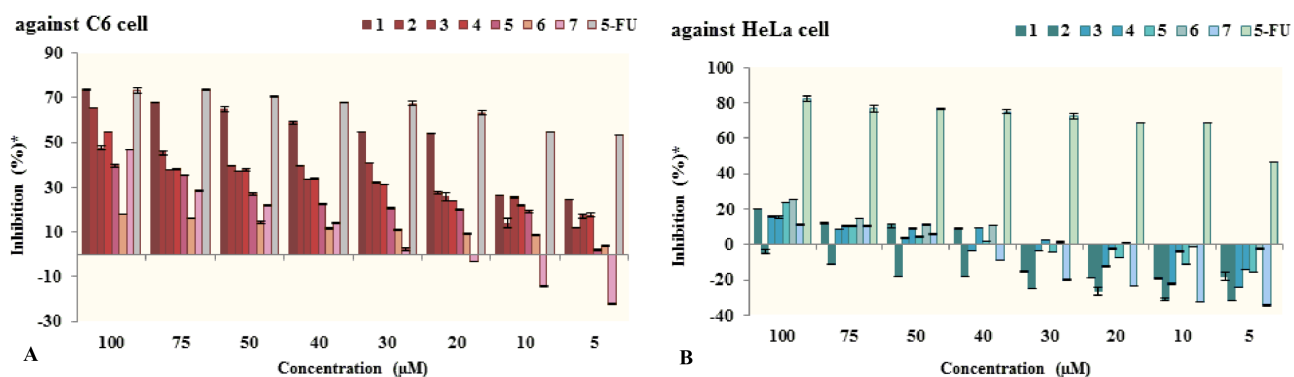 against C6 cell
1 2 3 4 5 6 7 5-FU
90
70
50
30
10
-10
-30
Inhibition (%)*
100 75 50 40 30 20 10 5
Concentration (µM)
A
against HeLa cell
1 2 3 4 5 6 7 5-FU
100
80
60
40
20
0
-20
-40
Inhibition (%)*
100 75 50 40 30 20 10 5
Concentration (µM)
B